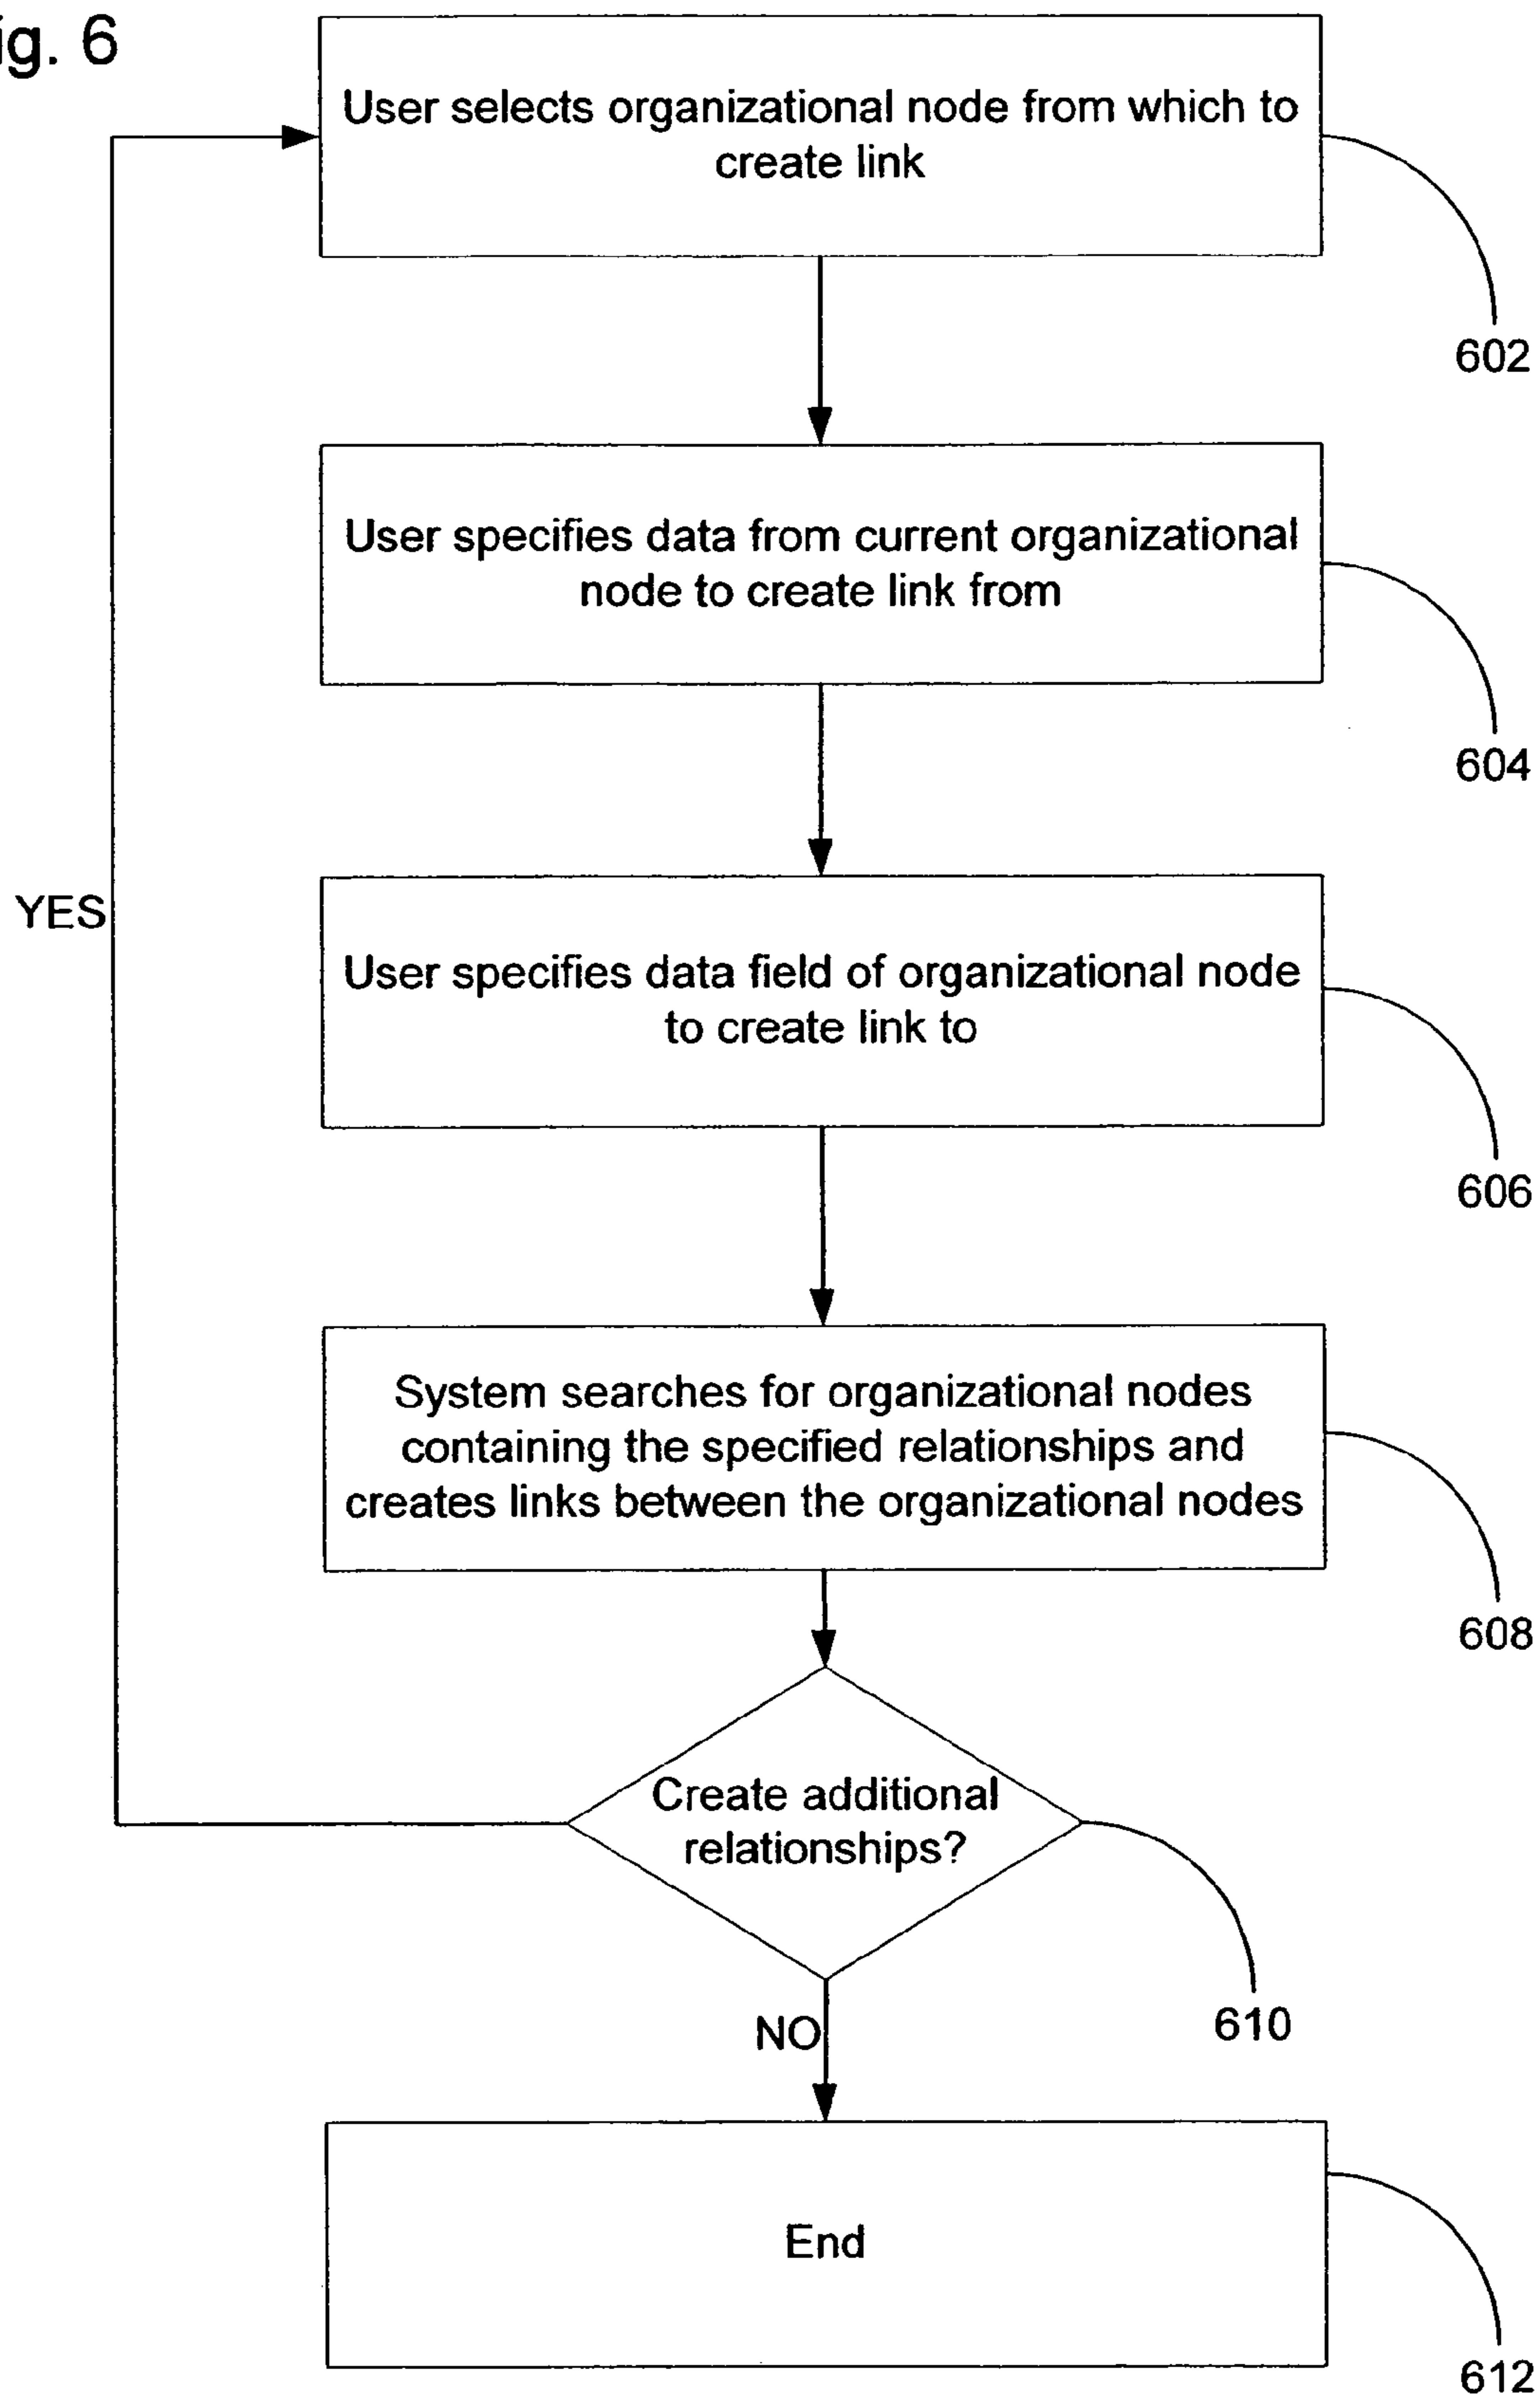 ig. 6
User selects organizational node from which to
create link
602
User specifies data from current organizational
node to create link from
604
YES
User specifies data field of organizational node
to create link to
606
System searches for organizational nodes
containing the specified relationships and
creates links between the organizational nodes
608
Create additional
relationships?
610
NO
End
612